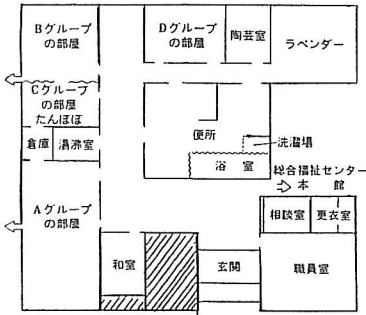 Bグループ
の部屋
Dグループ
の部屋
陶芸室
ラベンダー
Cグループ
の部屋
たんぽぽ
倉庫
湯沸室
便所
洗濯場
浴室
総合福祉センター
本館
相談室
更衣室
Aグループ
の部屋
和室
玄関
職員室